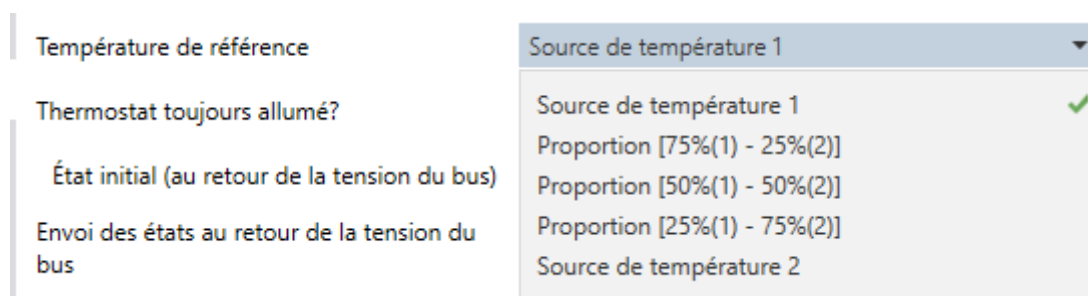 Température de référence
Source de température 1
Thermostat toujours allumé?
Source de température 1
Proportion [75%(1) - 25%(2)]
État initial (au retour de la tension du bus)
Proportion [50%(1) - 50%(2)]
Envoi des états au retour de la tension du
bus
Proportion [25%(1) - 75%(2)]
Source de température 2